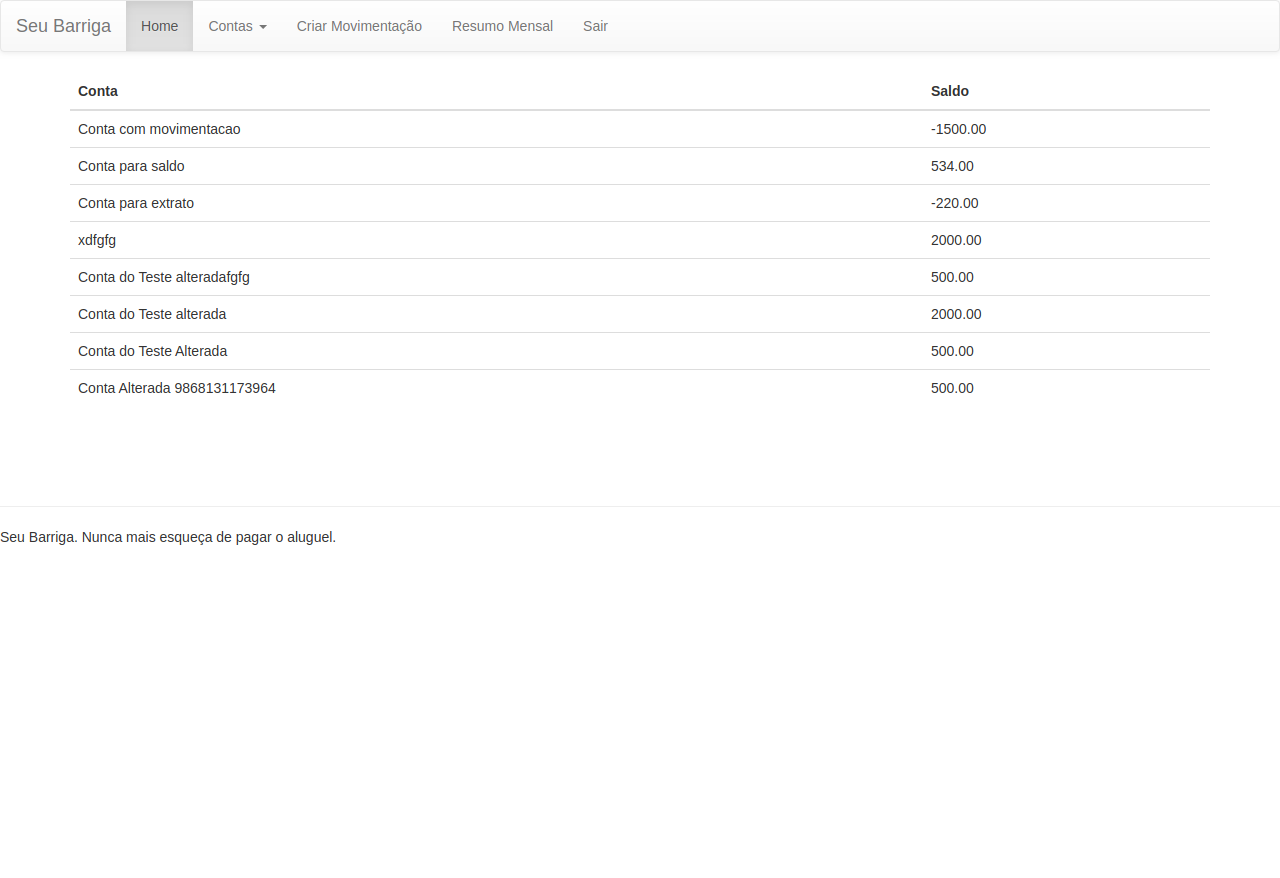 Seu Barriga Home Contas Criar Movimentação Resumo Mensal Sair
Conta Saldo
Conta com movimentacao -1500.00
Conta para saldo 534.00
Conta para extrato -220.00
xdfgfg 2000.00
Conta do Teste alteradafgfg 500.00
Conta do Teste alterada 2000.00
Conta do Teste Alterada 500.00
Conta Alterada 9868131173964 500.00
Seu Barriga. Nunca mais esqueça de pagar o aluguel.